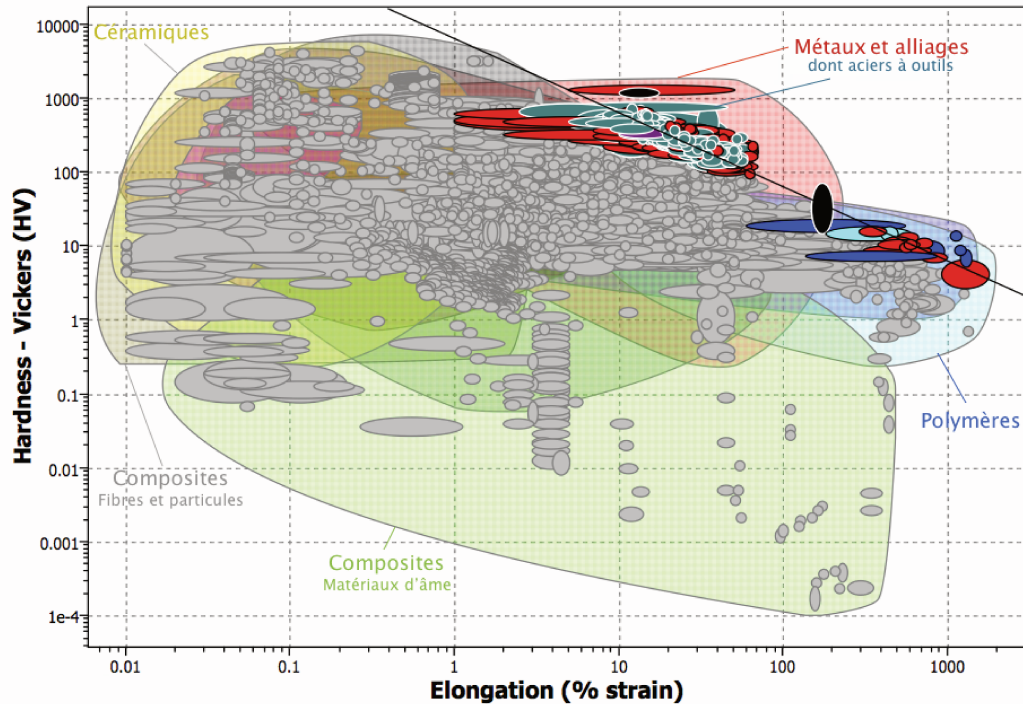 Céramiques
Métaux et alliages
dont aciers à outils
10000
1000
100
10
1
0.1
0.01
0.001
1e-4
Hardness - Vickers (HV)
Polymères
Composites
Fibres et particules
Composites
Matériaux d'âme
0.01
0.1
1
10
100
1000
Elongation (% strain)